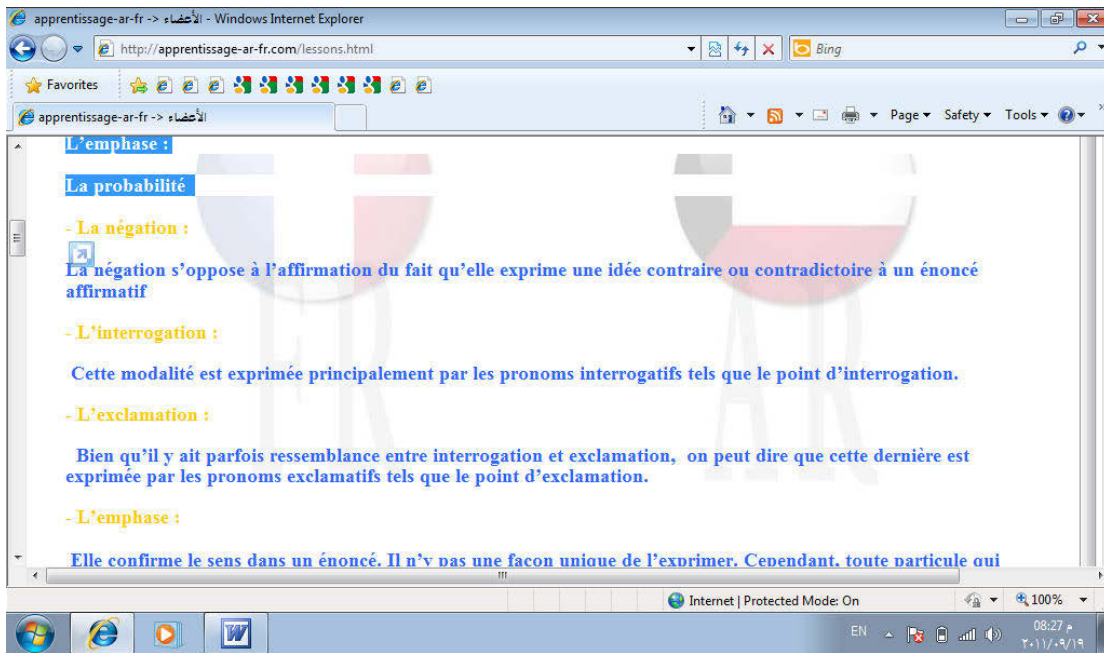 apprentissage-ar-fr -> الأعضاء - Windows Internet Explorer
http://apprentissage-ar-fr.com/lessons.html
Bing
Favorites
apprentissage-ar-fr -> الأعضاء
Page Safety Tools
L'emphase :
La probabilité
- La négation :
La négation s'oppose à l'affirmation du fait qu'elle exprime une idée contraire ou contradictoire à un énoncé
affirmatif
- L'interrogation :
Cette modalité est exprimée principalement par les pronoms interrogatifs tels que le point d'interrogation.
- L'exclamation :
Bien qu'il y ait parfois ressemblance entre interrogation et exclamation, on peut dire que cette dernière est
exprimée par les pronoms exclamatifs tels que le point d'exclamation.
- L'emphase :
Elle confirme le sens dans un énoncé. Il n'y pas une façon unique de l'exprimer. Cependant, toute particule qui
FR AR
Internet | Protected Mode: On 100%
EN 08:27 م
٢٠١١/٠٩/١٩